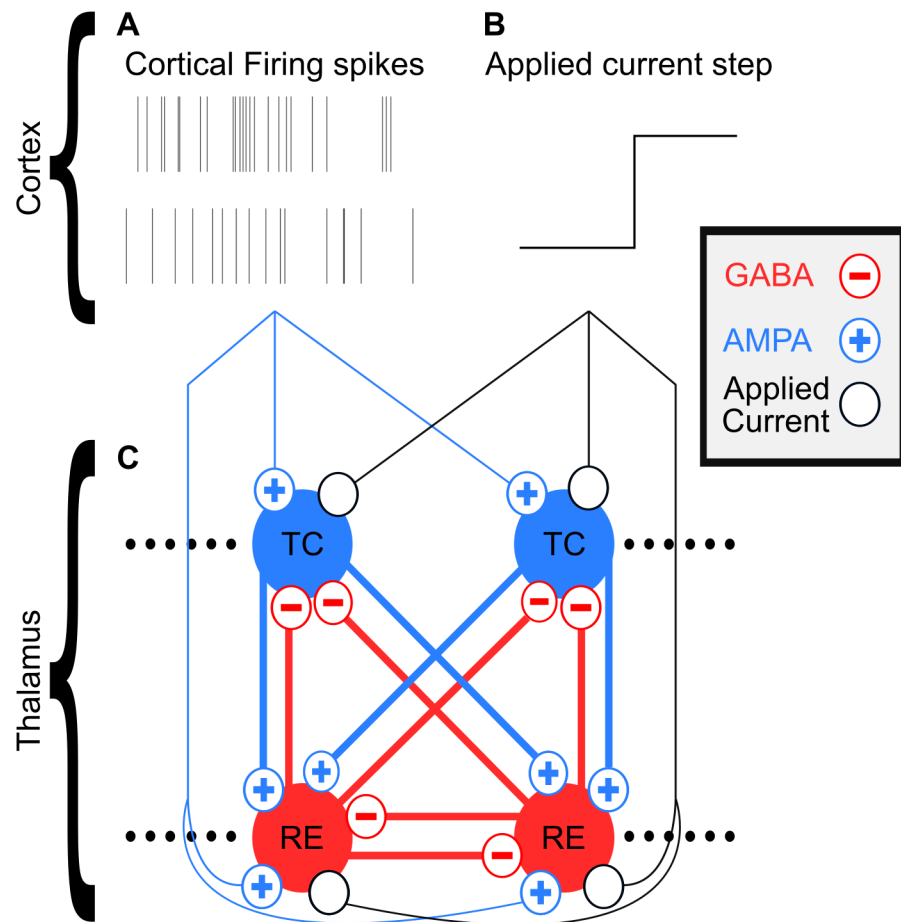 A
Cortical Firing spikes
B
Applied current step
Cortex
GABA
AMPA
Applied
Current
C
Thalamus
TC
TC
RE
RE